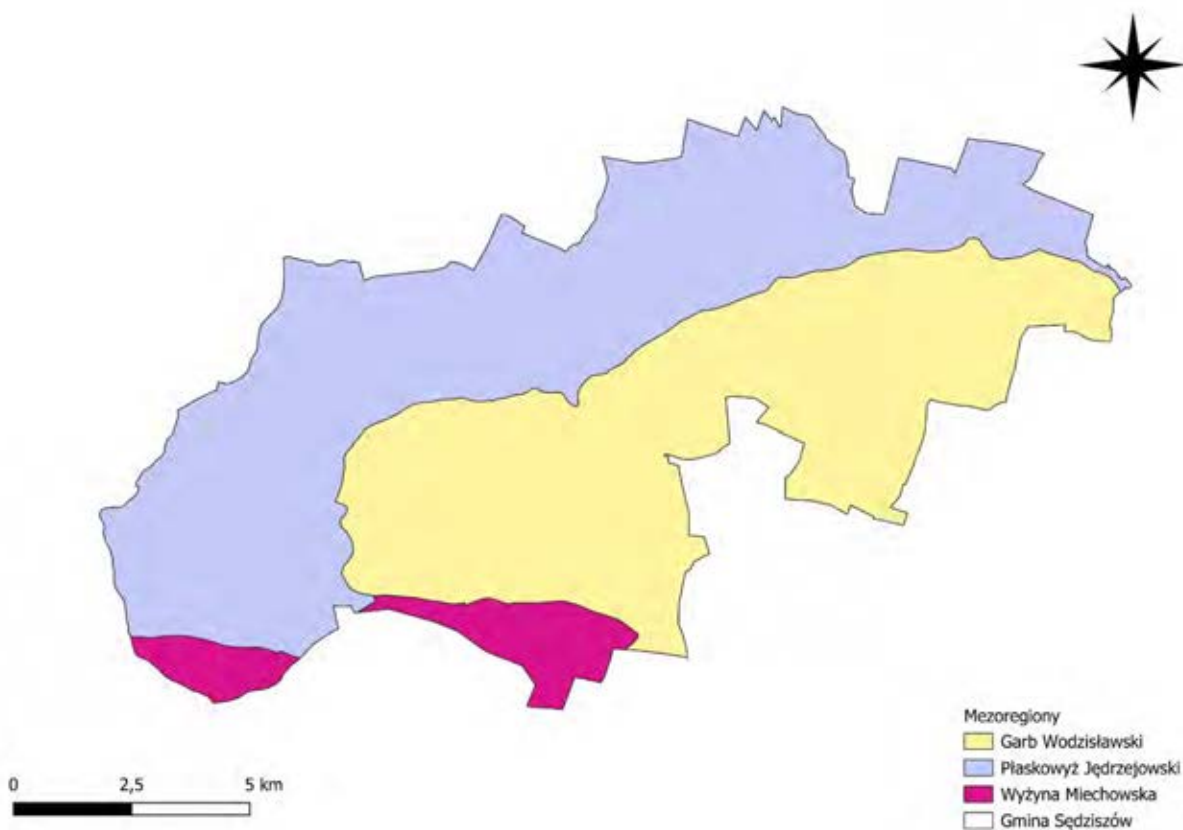 Mezoregiony
Garb Wodzisławski
Płaskowyż Jędrzejowski
Wyżyna Miechowska
Gmina Sędziszów
0 2,5 5 km